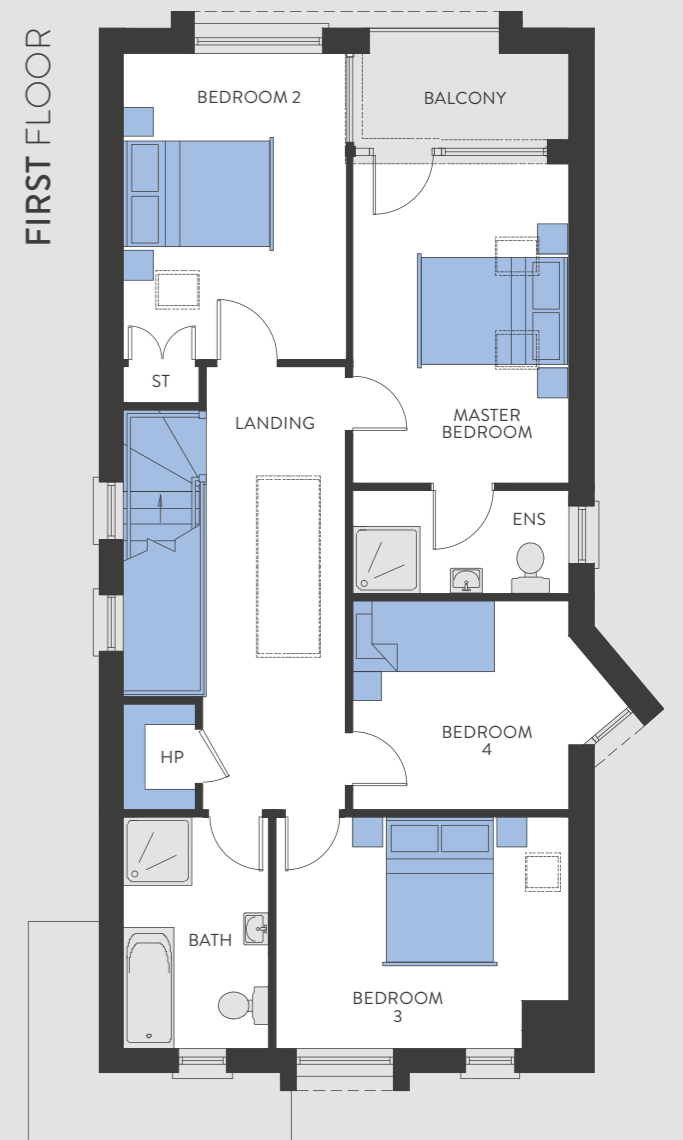 FIRST FLOOR
BEDROOM 2
BALCONY
ST
LANDING
MASTER
BEDROOM
ENS
BEDROOM
4
HP
BATH
BEDROOM
3